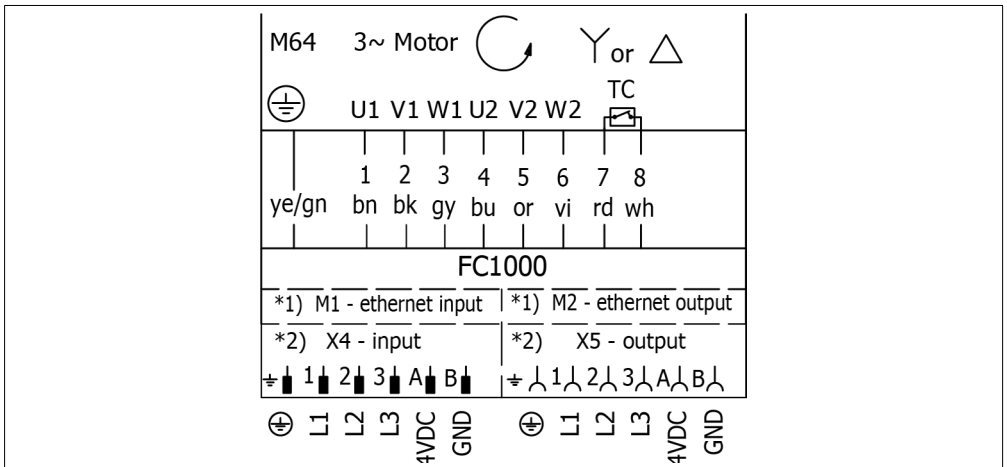 M64 3~ Motor Y or △
TC
U1 V1 W1 U2 V2 W2
1 2 3 4 5 6 7 8
ye/gn bn bk gy bu or vi rd wh
FC1000
*1) M1 - ethernet input *1) M2 - ethernet output
*2) X4 - input *2) X5 - output
1 2 3 A B 1 2 3 A B
L1 L2 L3 4VDC GND L1 L2 L3 4VDC GND